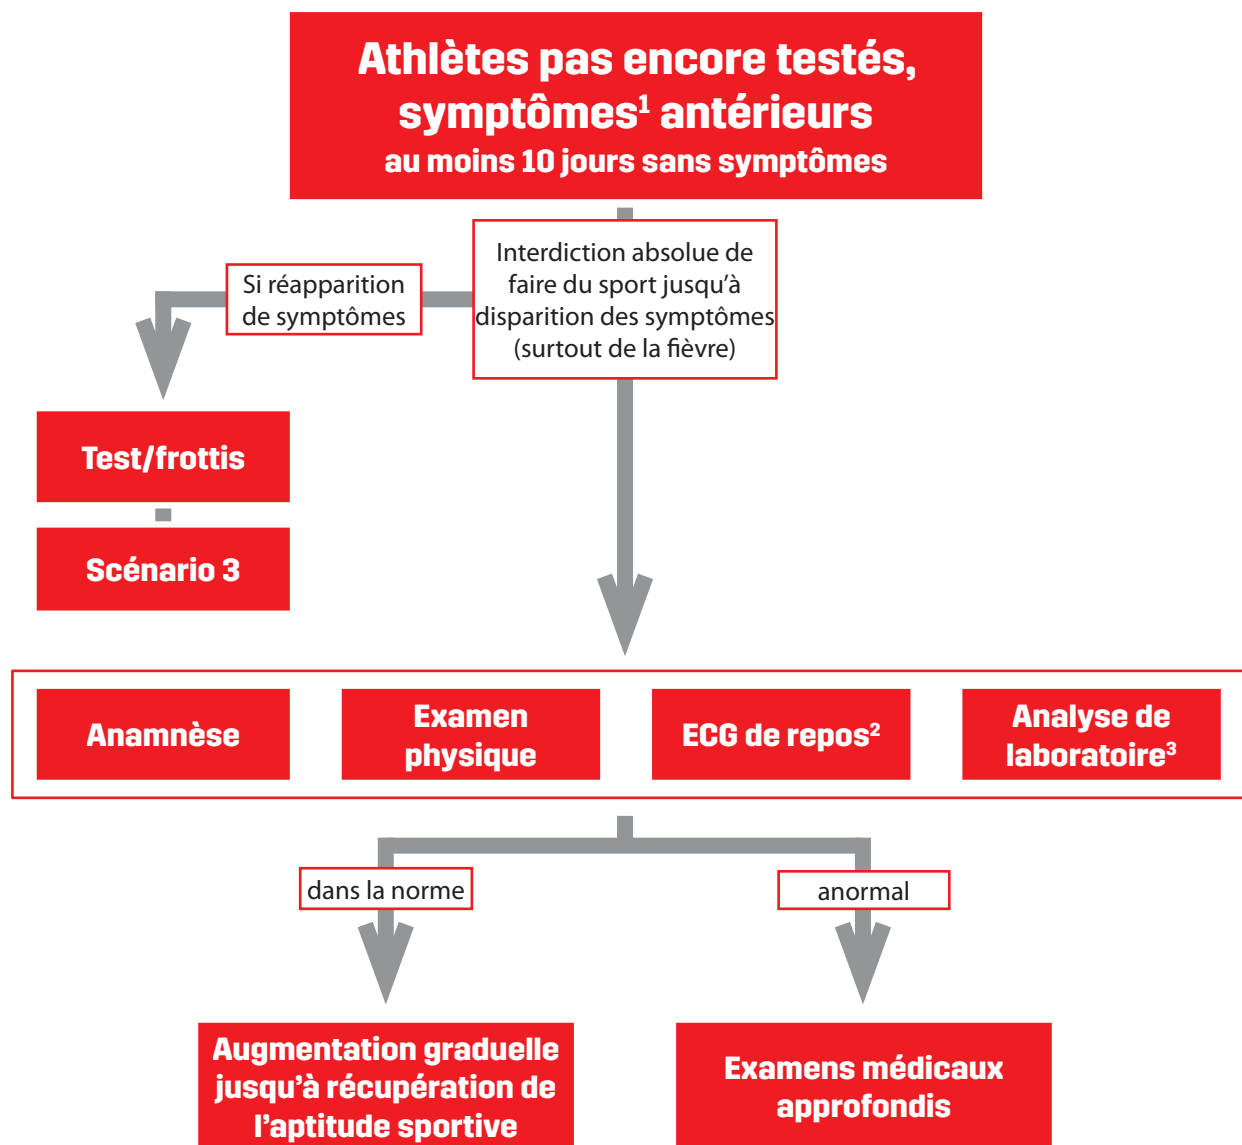 Athlètes pas encore testés,
symptômes¹ antérieurs
au moins 10 jours sans symptômes
Interdiction absolue de
faire du sport jusqu’à
disparition des symptômes
(surtout de la fièvre)
Si réapparition
de symptômes
Test/frottis
Scénario 3
Anamnèse
Examen
physique
ECG de repos²
Analyse de
laboratoire³
dans la norme
anormal
Augmentation graduelle
jusqu’à récupération de
l’aptitude sportive
Examens médicaux
approfondis